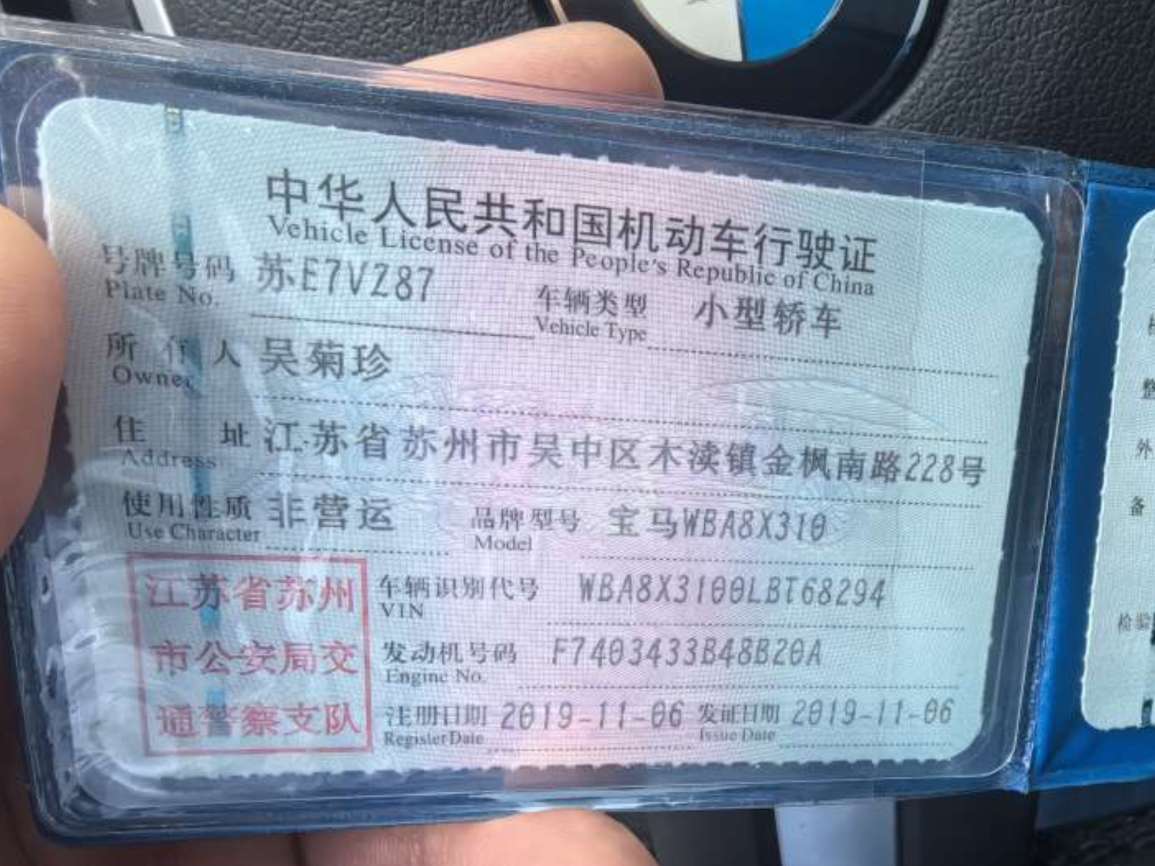 中华人民共和国机动车行驶证
Vehicle License of the People's Republic of China
号牌号码 苏E7VZ87 车辆类型 小型轿车
Plate No. Vehicle Type
所有人 吴菊珍
Owner
住址 江苏省苏州市吴中区木渎镇金枫南路228号
Address
使用性质 非营运 品牌型号 宝马WBA8X310
Use Character Model
江苏省苏州 车辆识别代号 WBA8X3100LBT68294
VIN
市公安局交 发动机号码 F7403433B48B20A
Engine No.
通警察支队 注册日期 2019-11-06 发证日期 2019-11-06
Register Date Issue Date
整
外
备
检验